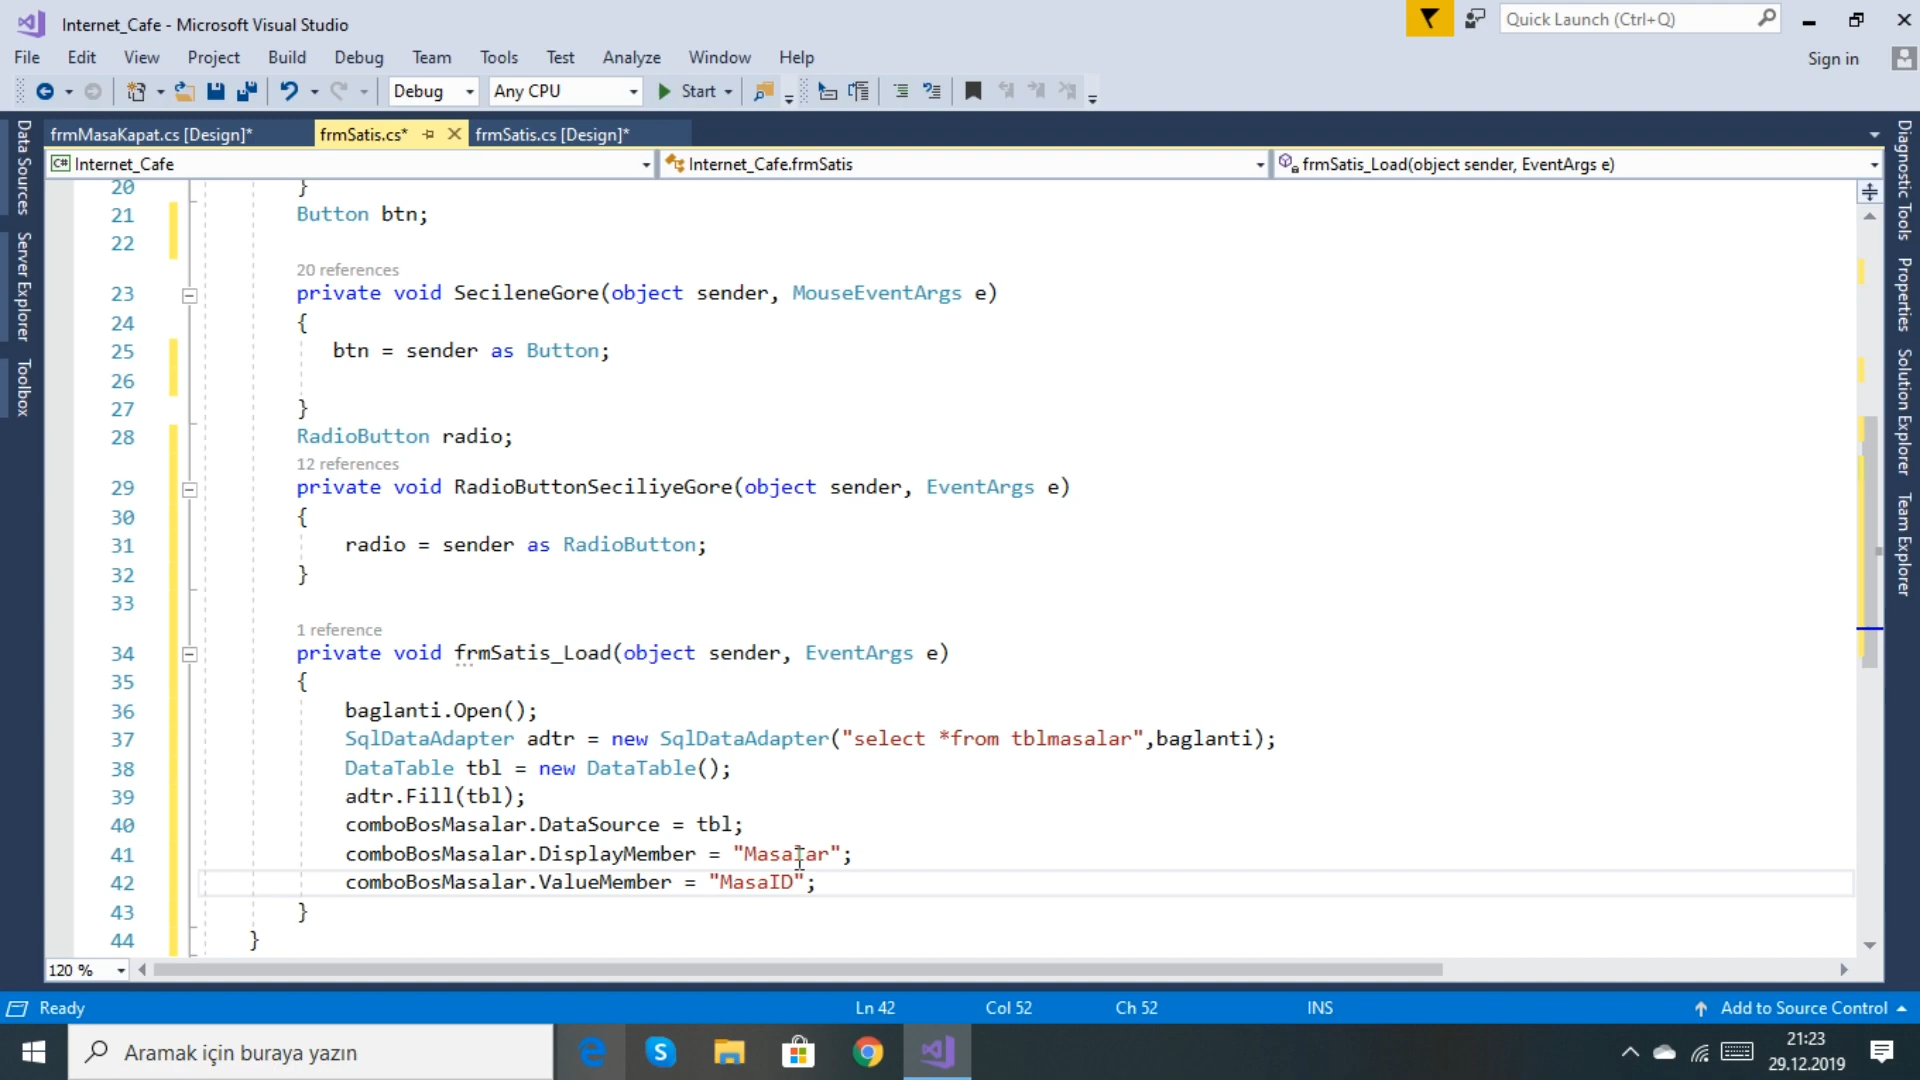 Internet_Cafe - Microsoft Visual Studio
Quick Launch (Ctrl+Q)
File Edit View Project Build Debug Team Tools Test Analyze Window Help
Sign in
Debug Any CPU Start
frmMasaKapat.cs [Design]* frmSatis.cs* frmSatis.cs [Design]*
C# Internet_Cafe Internet_Cafe.frmSatis frmSatis_Load(object sender, EventArgs e)
Data Sources
Server Explorer
Toolbox
20 }
21 Button btn;
22
20 references
23 private void SecileneGore(object sender, MouseEventArgs e)
24 {
25 btn = sender as Button;
26
27 }
28 RadioButton radio;
12 references
29 private void RadioButtonSeciliyeGore(object sender, EventArgs e)
30 {
31 radio = sender as RadioButton;
32 }
33
1 reference
34 private void frmSatis_Load(object sender, EventArgs e)
35 {
36 baglanti.Open();
37 SqlDataAdapter adtr = new SqlDataAdapter("select *from tblmasalar",baglanti);
38 DataTable tbl = new DataTable();
39 adtr.Fill(tbl);
40 comboBosMasalar.DataSource = tbl;
41 comboBosMasalar.DisplayMember = "Masalar";
42 comboBosMasalar.ValueMember = "MasaID";
43 }
44 }
Diagnostic Tools
Properties
Solution Explorer
Team Explorer
120 %
Ready Ln 42 Col 52 Ch 52 INS Add to Source Control
Aramak için buraya yazın
21:23
29.12.2019